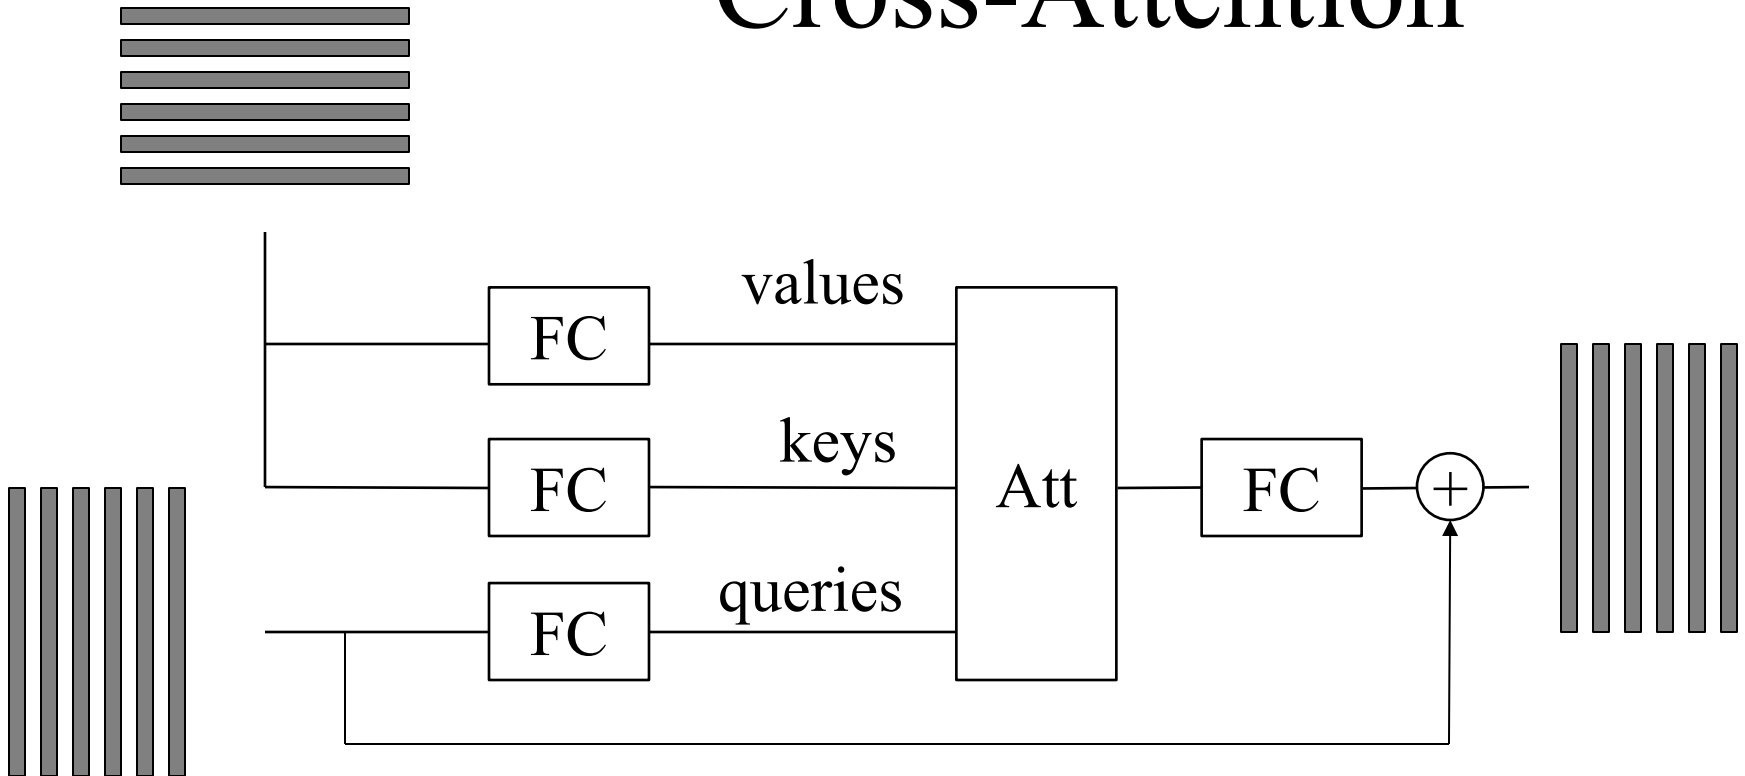 Cross-Attention
values
FC
keys
FC
Att
FC
+
queries
FC